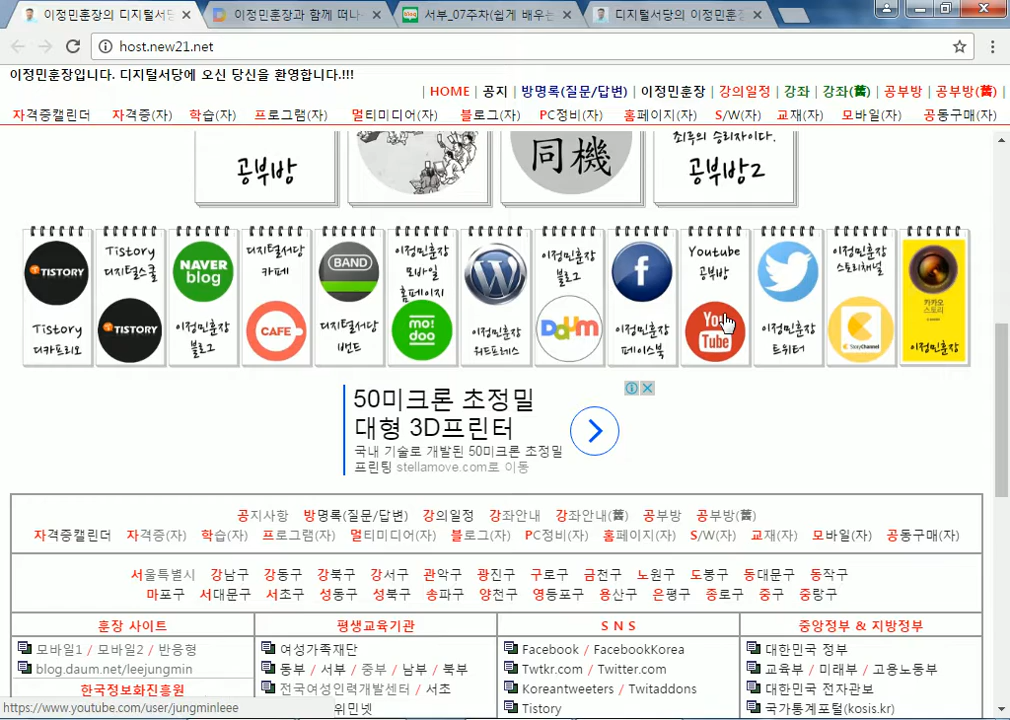 이정민훈장의 디지털서당
이정민훈장과 함께 떠나
서부_07주차(쉽게 배우는
디지털서당의 이정민훈장
host.new21.net
이정민훈장입니다. 디지털서당에 오신 당신을 환영합니다.!!!
| HOME | 공지 | 방명록(질문/답변) | 이정민훈장 | 강의일정 | 강좌 | 강좌(舊) | 공부방 | 공부방(舊) |
자격증캘린더 자격증(자) 학습(자) 프로그램(자) 멀티미디어(자) 블로그(자) PC정비(자) 홈페이지(자) S/W(자) 교재(자) 모바일(자) 공동구매(자)
최후의 승리자이다.
공부방
同機
공부방2
TISTORY
Tistory
디카프리오
Tistory
디지털스쿨
TISTORY
NAVER
blog
이정민훈장
블로그
디지털서당
카페
CAFE
BAND
디지털서당
밴드
이정민훈장
모바일
홈페이지
mo!
doo
W
이정민훈장
워드프레스
이정민훈장
블로그
Daum
f
이정민훈장
페이스북
Youtube
공부방
You
Tube
이정민훈장
트위터
이정민훈장
스토리채널
StoryChannel
카카오
스토리
이정민훈장
50미크론 초정밀
대형 3D프린터
국내 기술로 개발된 50미크론 초정밀
프린팅 stellamove.com로 이동
공지사항 방명록(질문/답변) 강의일정 강좌안내 강좌안내(舊) 공부방 공부방(舊)
자격증캘린더 자격증(자) 학습(자) 프로그램(자) 멀티미디어(자) 블로그(자) PC정비(자) 홈페이지(자) S/W(자) 교재(자) 모바일(자) 공동구매(자)
서울특별시 강남구 강동구 강북구 강서구 관악구 광진구 구로구 금천구 노원구 도봉구 동대문구 동작구
마포구 서대문구 서초구 성동구 성북구 송파구 양천구 영등포구 용산구 은평구 종로구 중구 중랑구
훈장 사이트
모바일1 / 모바일2 / 반응형
blog.daum.net/leejungmin
한국정보화진흥원
평생교육기관
여성가족재단
동부 / 서부 / 중부 / 남부 / 북부
전국여성인력개발센터 / 서초
위민넷
S N S
Facebook / FacebookKorea
Twtkr.com / Twitter.com
Koreantweeters / Twitaddons
Tistory
중앙정부 & 지방정부
대한민국 정부
교육부 / 미래부 / 고용노동부
대한민국 전자관보
국가통계포털(kosis.kr)
https://www.youtube.com/user/jungminleee